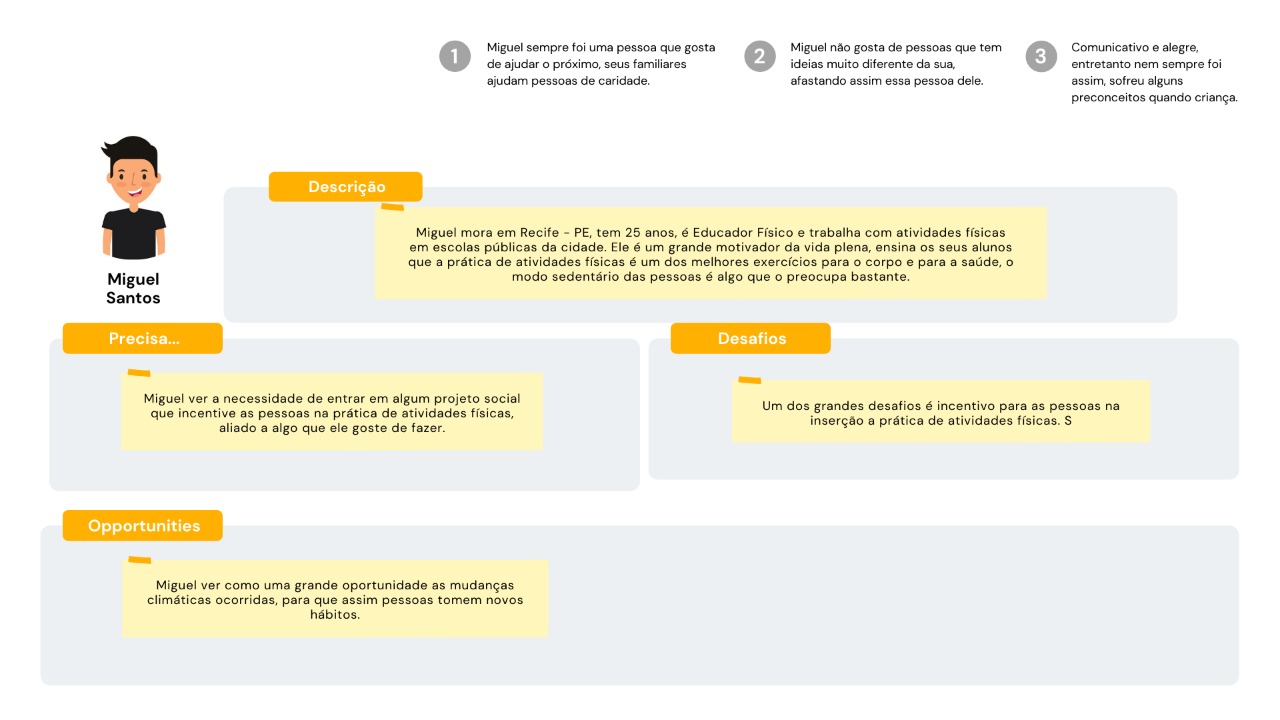 1
Miguel sempre foi uma pessoa que gosta
de ajudar o próximo, seus familiares
ajudam pessoas de caridade.
2
Miguel não gosta de pessoas que tem
ideias muito diferente da sua,
afastando assim essa pessoa dele.
3
Comunicativo e alegre,
entretanto nem sempre foi
assim, sofreu alguns
preconceitos quando criança.
Miguel
Santos
Descrição
Miguel mora em Recife - PE, tem 25 anos, é Educador Físico e trabalha com atividades físicas
em escolas públicas da cidade. Ele é um grande motivador da vida plena, ensina os seus alunos
que a prática de atividades físicas é um dos melhores exercícios para o corpo e para a saúde, o
modo sedentário das pessoas é algo que o preocupa bastante.
Precisa...
Miguel ver a necessidade de entrar em algum projeto social
que incentive as pessoas na prática de atividades físicas,
aliado a algo que ele goste de fazer.
Desafios
Um dos grandes desafios é incentivo para as pessoas na
inserção a prática de atividades físicas. S
Opportunities
Miguel ver como uma grande oportunidade as mudanças
climáticas ocorridas, para que assim pessoas tomem novos
hábitos.